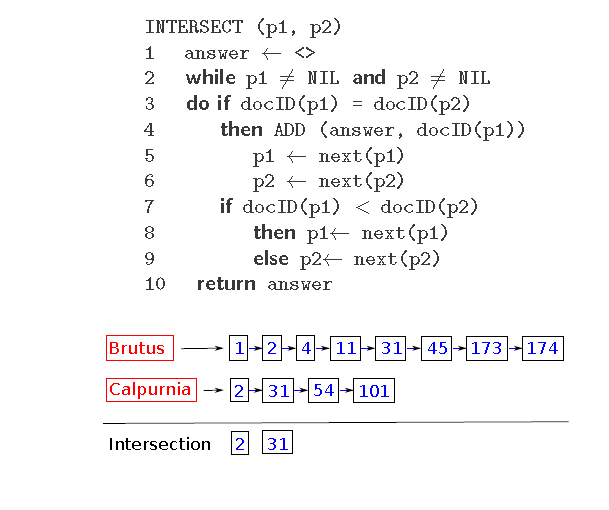 INTERSECT (p1, p2)
1 answer ← <>
2 while p1 ≠ NIL and p2 ≠ NIL
3 do if docID(p1) = docID(p2)
4 then ADD (answer, docID(p1))
5 p1 ← next(p1)
6 p2 ← next(p2)
7 if docID(p1) < docID(p2)
8 then p1← next(p1)
9 else p2← next(p2)
10 return answer
Brutus 1 2 4 11 31 45 173 174
Calpurnia 2 31 54 101
Intersection 2 31